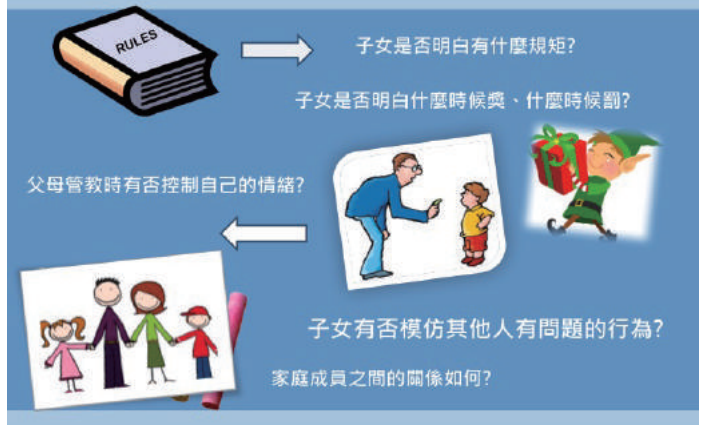 RULES
子女是否明白有什麼規矩?
子女是否明白什麼時候獎、什麼時候罰?
父母管教時有否控制自己的情緒?
子女有否模仿其他人有問題的行為?
家庭成員之間的關係如何?